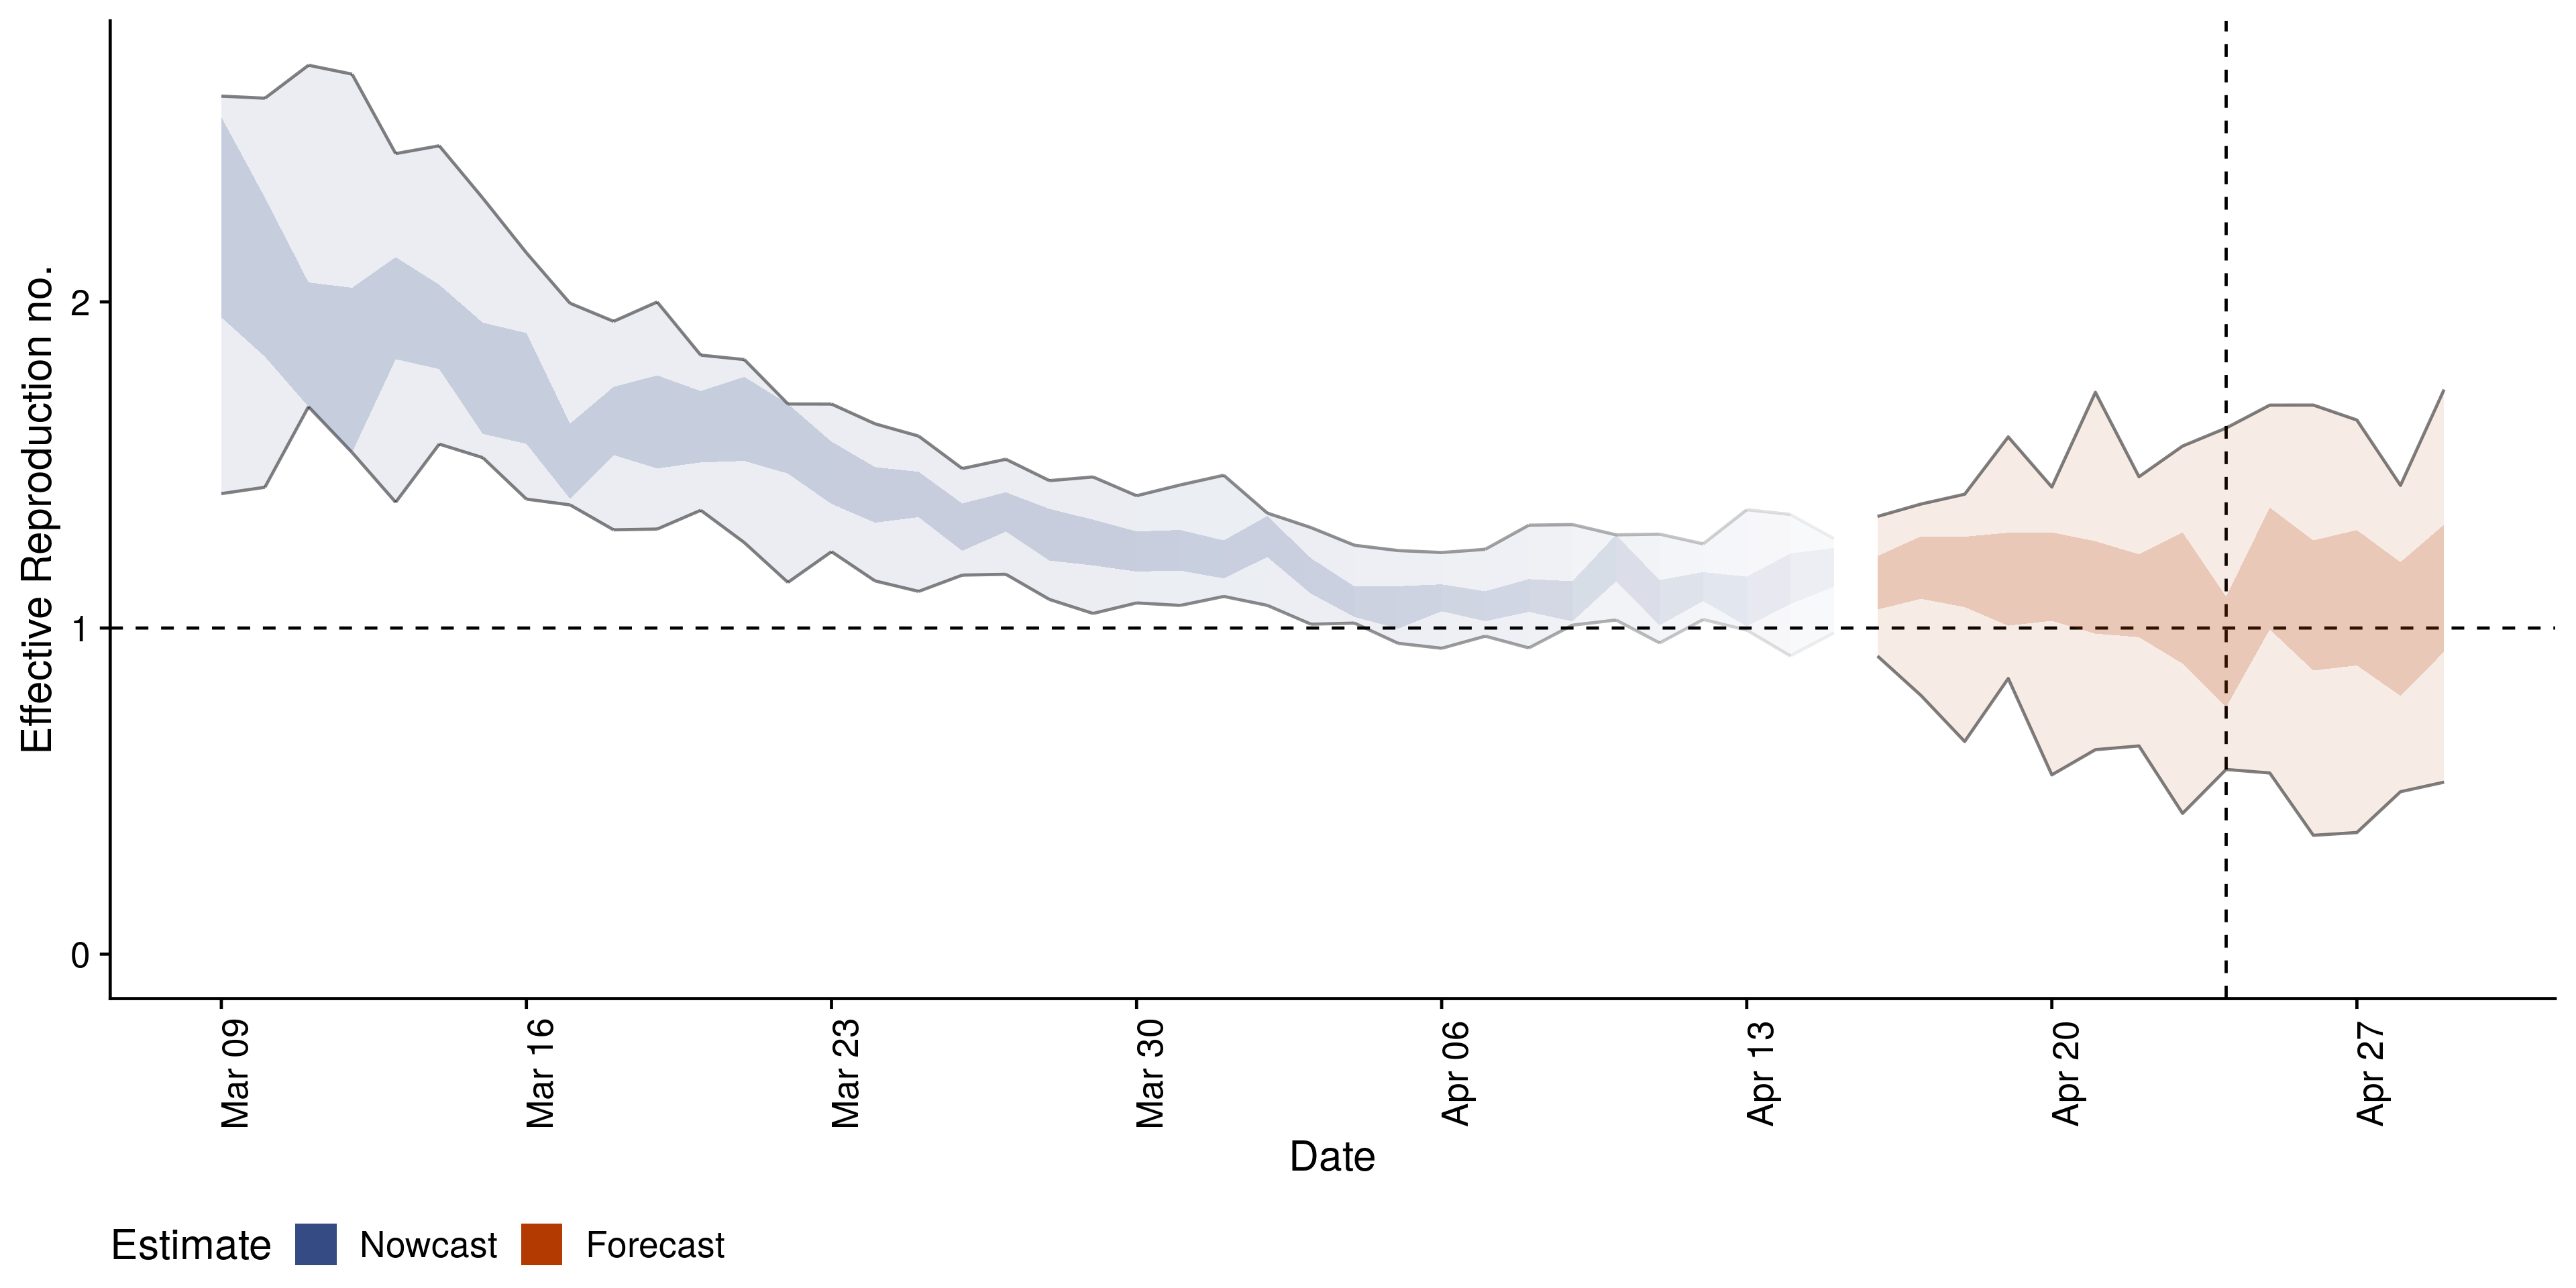 Effective Reproduction no.
2
1
0
Mar 09
Mar 16
Mar 23
Mar 30
Apr 06
Apr 13
Apr 20
Apr 27
Date
Estimate Nowcast Forecast